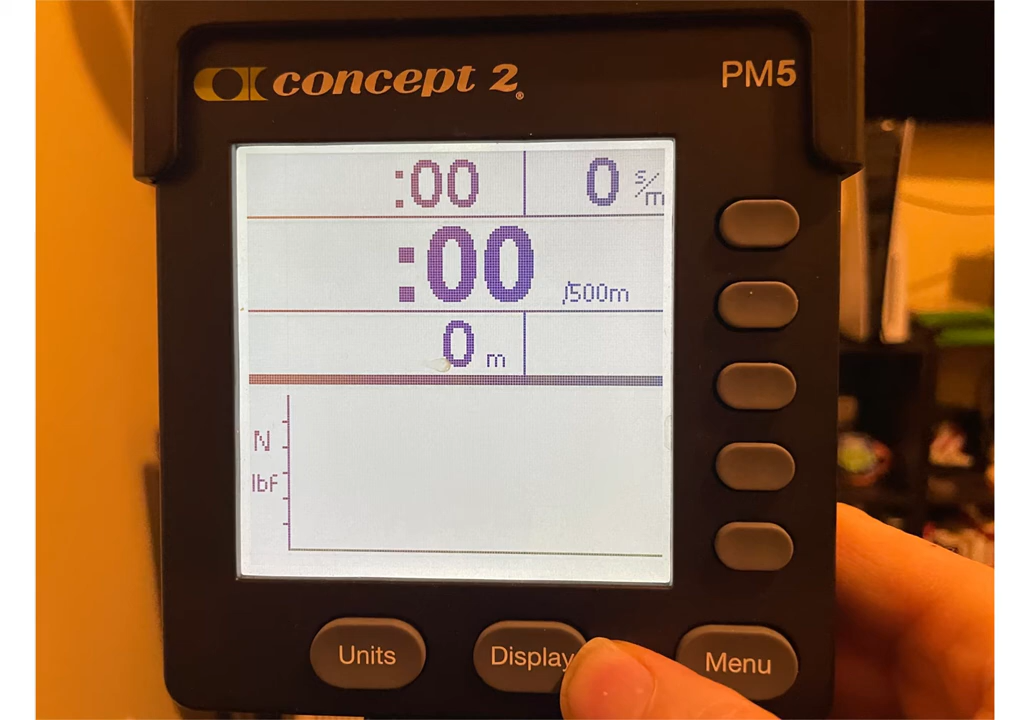 concept 2®
PM5
:00
0 s/m
:00 /500m
0 m
N
lbf
Units
Display
Menu